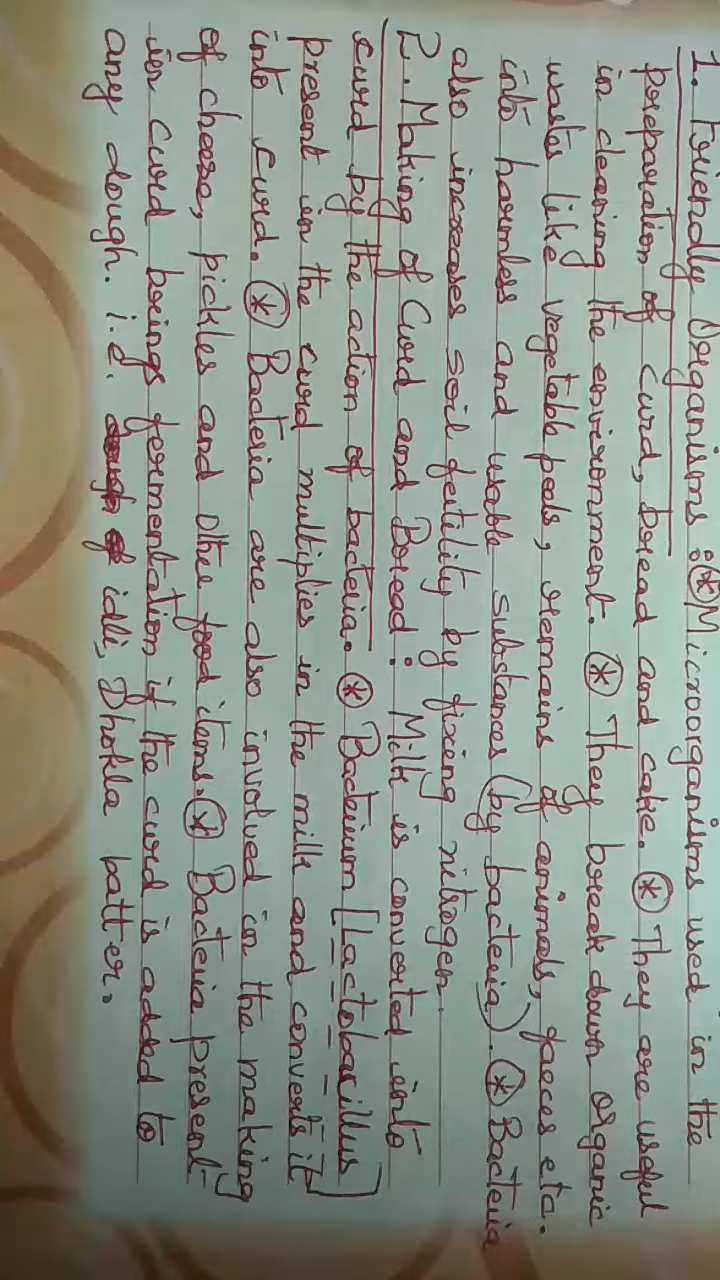 1. Friendly Organisms : * Microorganisms used in the
preparation of curd, bread and cake. * They are useful
in cleaning the environment. * They break down organic
wastes like vegetable peels, remains of animals, faeces etc.
into harmless and usable substances (by bacteria). * Bacteria
also increases soil fertility by fixing nitrogen.
2. Making of Curd and Bread : Milk is converted into
curd by the action of bacteria. * Bacterium [Lactobacillus]
present in the curd multiplies in the milk and converts it
into curd. * Bacteria are also involved in the making
of cheese, pickles and other food items. * Bacteria present
in curd brings fermentation if the curd is added to
any dough. i.e. idli, Dhokla batter.